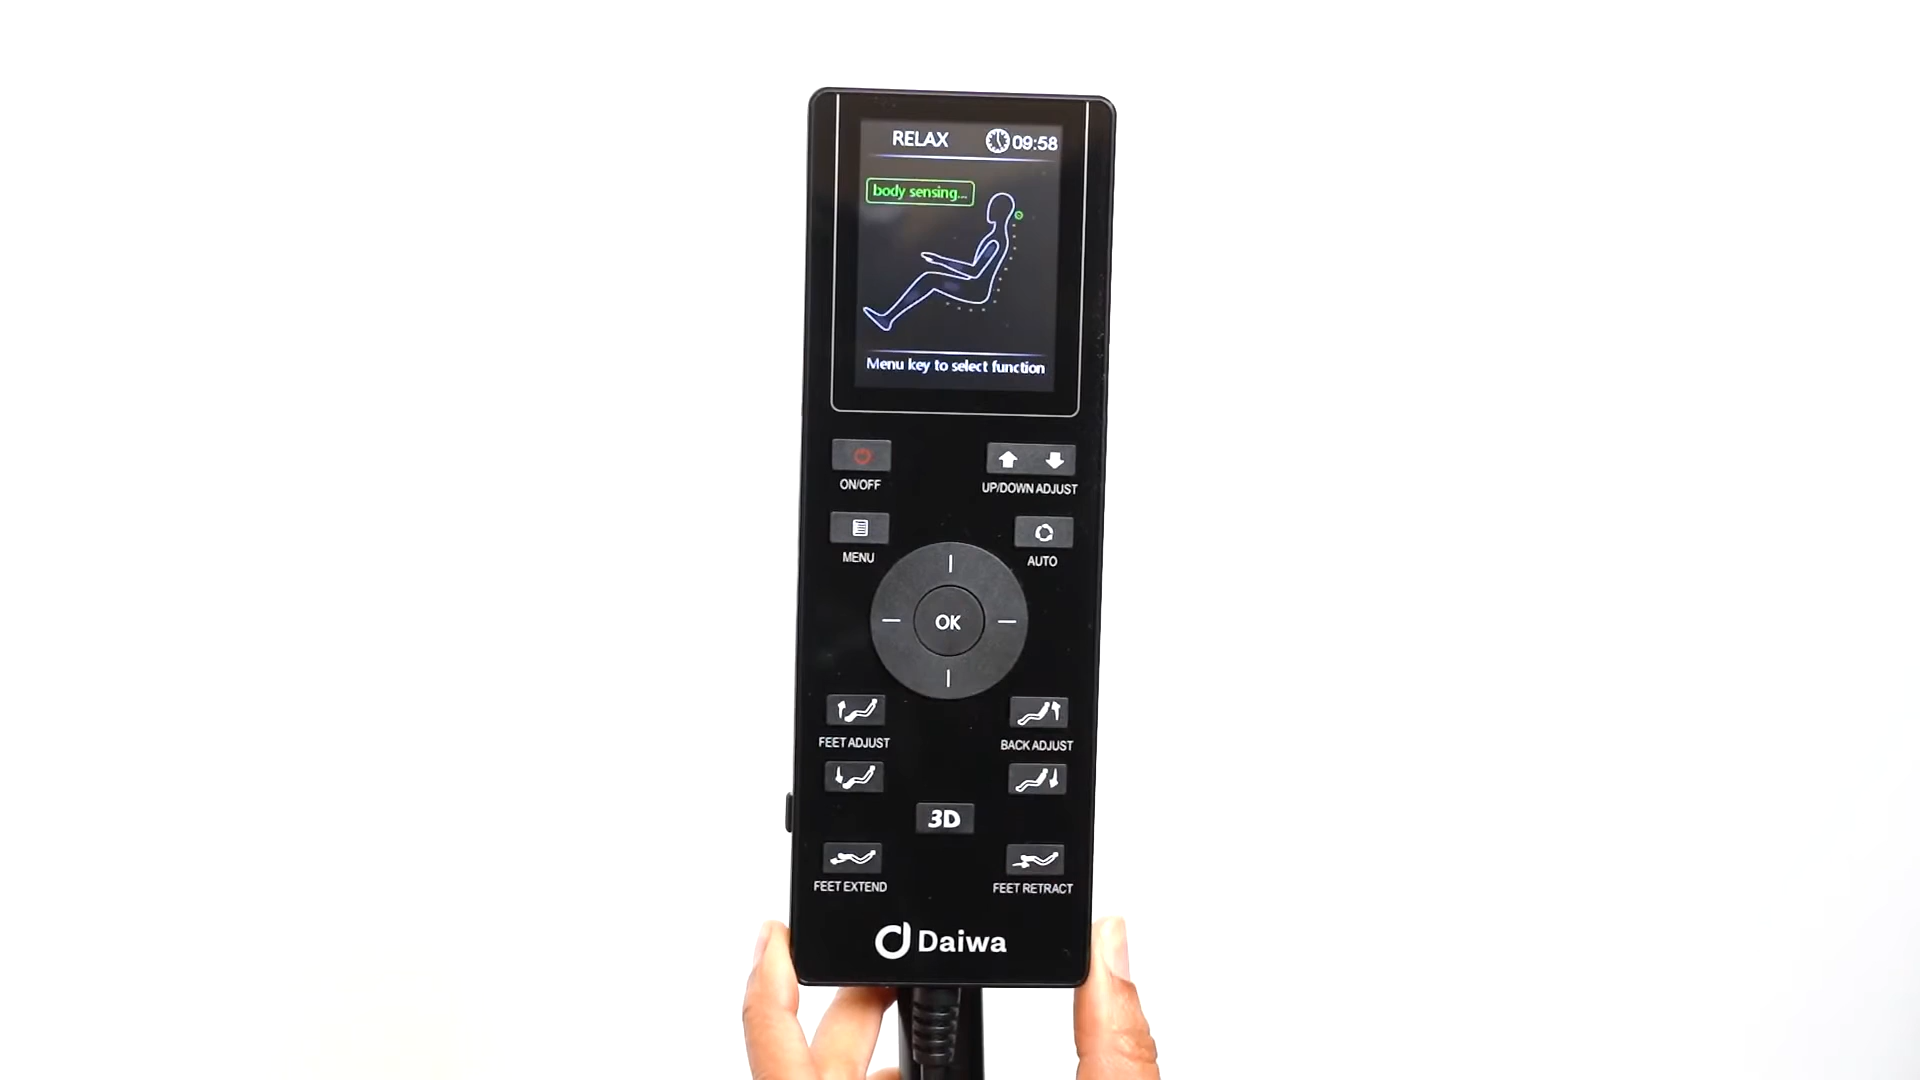 RELAX 09:58
body sensing...
Menu key to select function
ON/OFF
UP/DOWN ADJUST
MENU
AUTO
OK
FEET ADJUST
BACK ADJUST
3D
FEET EXTEND
FEET RETRACT
Daiwa